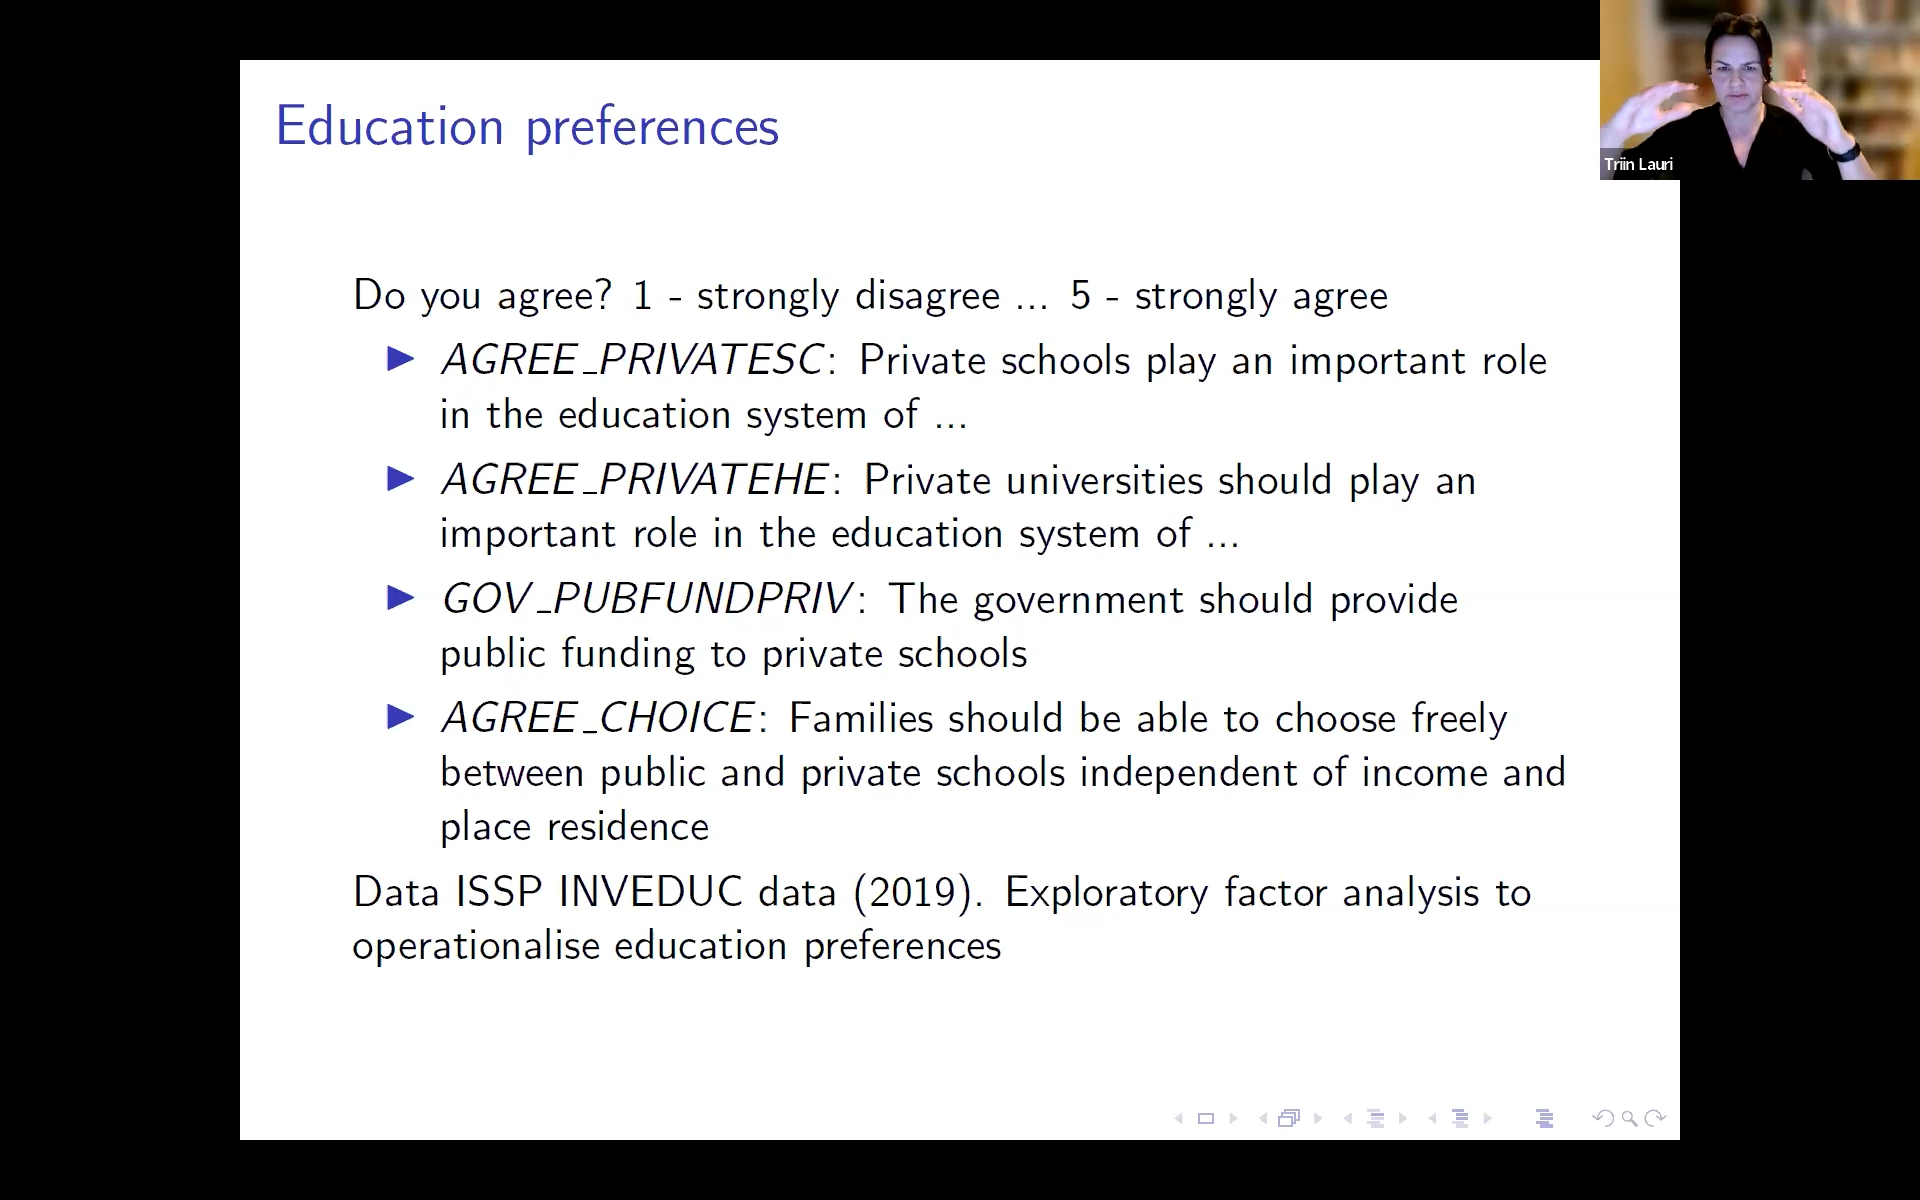 Education preferences
Triin Lauri
Do you agree? 1 - strongly disagree ... 5 - strongly agree
AGREE_PRIVATESC: Private schools play an important role
in the education system of ...
AGREE_PRIVATEHE: Private universities should play an
important role in the education system of ...
GOV_PUBFUNDPRIV: The government should provide
public funding to private schools
AGREE_CHOICE: Families should be able to choose freely
between public and private schools independent of income and
place residence
Data ISSP INVEDUC data (2019). Exploratory factor analysis to
operationalise education preferences